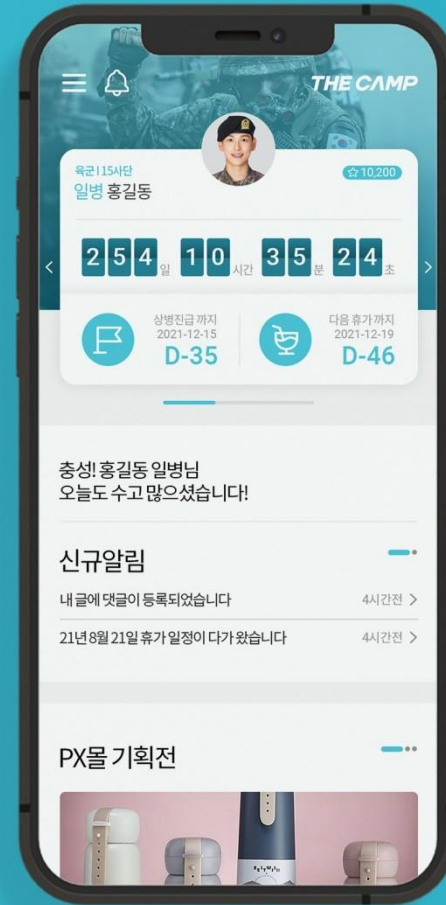 THE CAMP
육군 | 15사단
☆ 10,200
일병 홍길동
254 일 10 시간 35 분 24 초
상병진급 까지
2021-12-15
D-35
다음 휴가 까지
2021-12-19
D-46
충성! 홍길동 일병님
오늘도 수고 많으셨습니다!
신규알림
내 글에 댓글이 등록되었습니다
4시간전 >
21년 8월 21일 휴가 일정이 다가 왔습니다
4시간전 >
PX몰 기획전